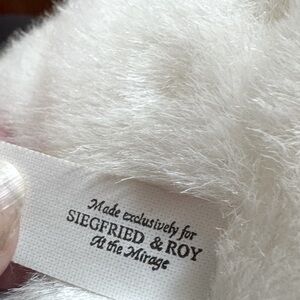 Made exclusively for
SIEGFRIED & ROY
At the Mirage